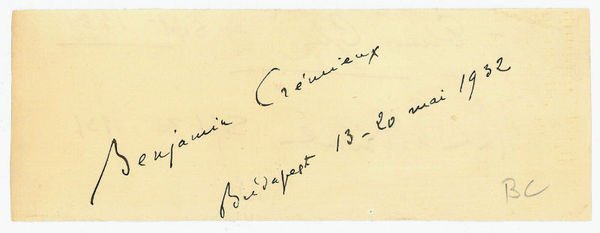 Benjamin Crémieux
Budapest 13-20 mai 1932
BC